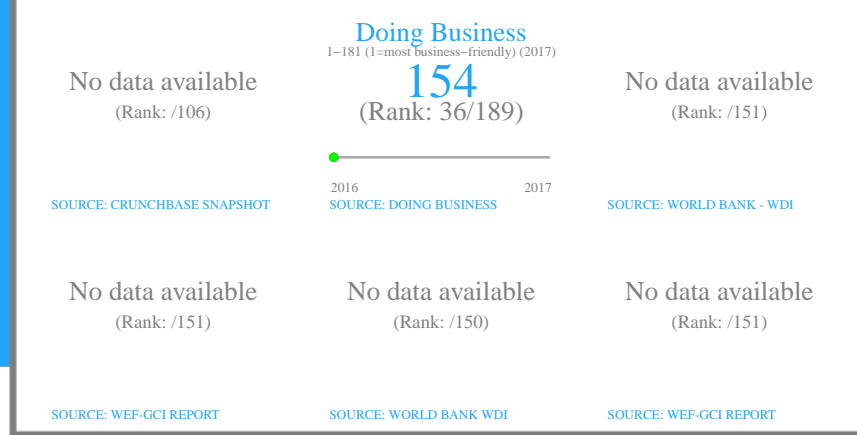 Doing Business
1−181 (1=most business−friendly) (2017)
No data available
(Rank: /106)
154
(Rank: 36/189)
No data available
(Rank: /151)
2016
2017
SOURCE: CRUNCHBASE SNAPSHOT
SOURCE: DOING BUSINESS
SOURCE: WORLD BANK - WDI
No data available
(Rank: /151)
No data available
(Rank: /150)
No data available
(Rank: /151)
SOURCE: WEF-GCI REPORT
SOURCE: WORLD BANK WDI
SOURCE: WEF-GCI REPORT